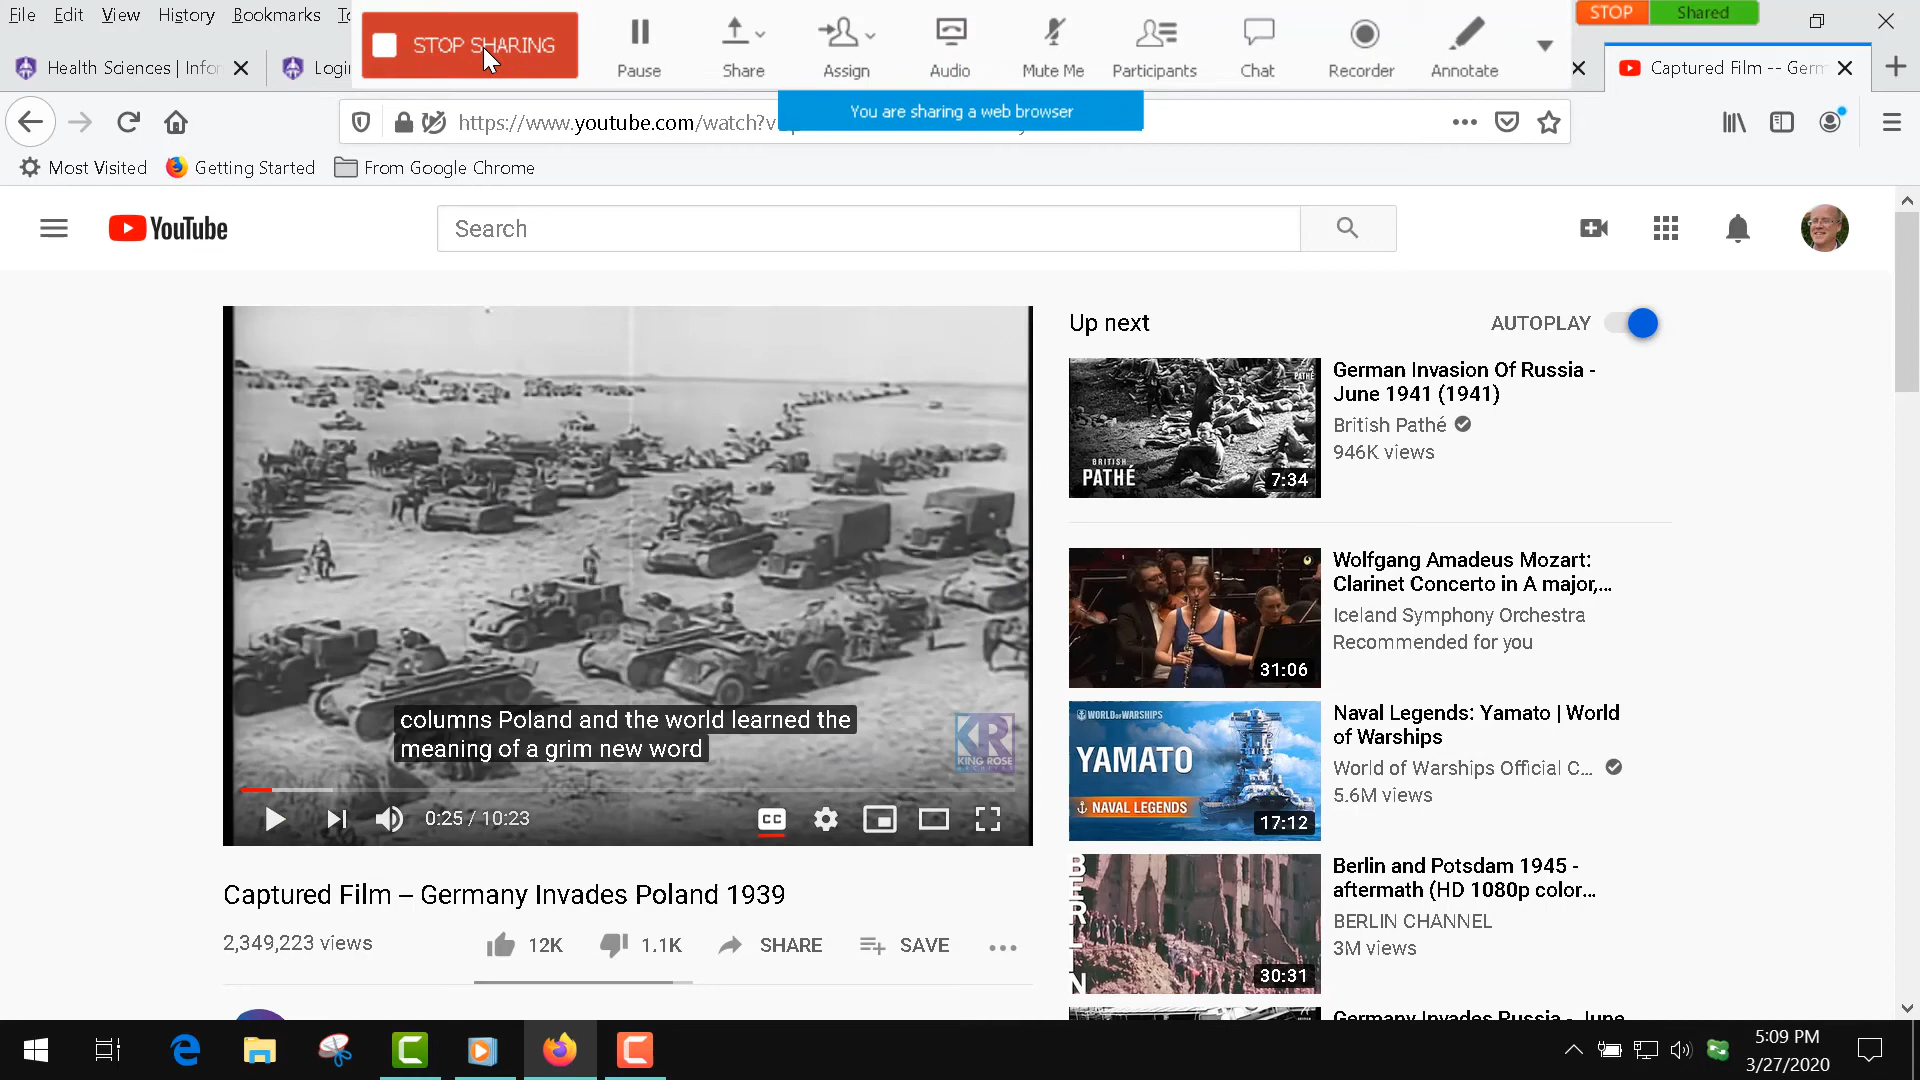 File Edit View History Bookmarks
STOP SHARING
Pause
Share
Assign
Audio
Mute Me
Participants
Chat
Recorder
Annotate
STOP Shared
Health Sciences | Infor
Captured Film -- Germ
https://www.youtube.com/watch?v
You are sharing a web browser
Most Visited Getting Started From Google Chrome
YouTube
Search
columns Poland and the world learned the
meaning of a grim new word
KR
KING ROSE
0:25 / 10:23
CC
Captured Film – Germany Invades Poland 1939
2,349,223 views
12K 1.1K SHARE SAVE
Up next
AUTOPLAY
BRITISH
PATHÉ
7:34
German Invasion Of Russia -
June 1941 (1941)
British Pathé
946K views
31:06
Wolfgang Amadeus Mozart:
Clarinet Concerto in A major,...
Iceland Symphony Orchestra
Recommended for you
WORLD OF WARSHIPS
YAMATO
NAVAL LEGENDS
17:12
Naval Legends: Yamato | World
of Warships
World of Warships Official C...
5.6M views
BERLIN
30:31
Berlin and Potsdam 1945 -
aftermath (HD 1080p color...
BERLIN CHANNEL
3M views
Germany Invades Russia - June
5:09 PM
3/27/2020